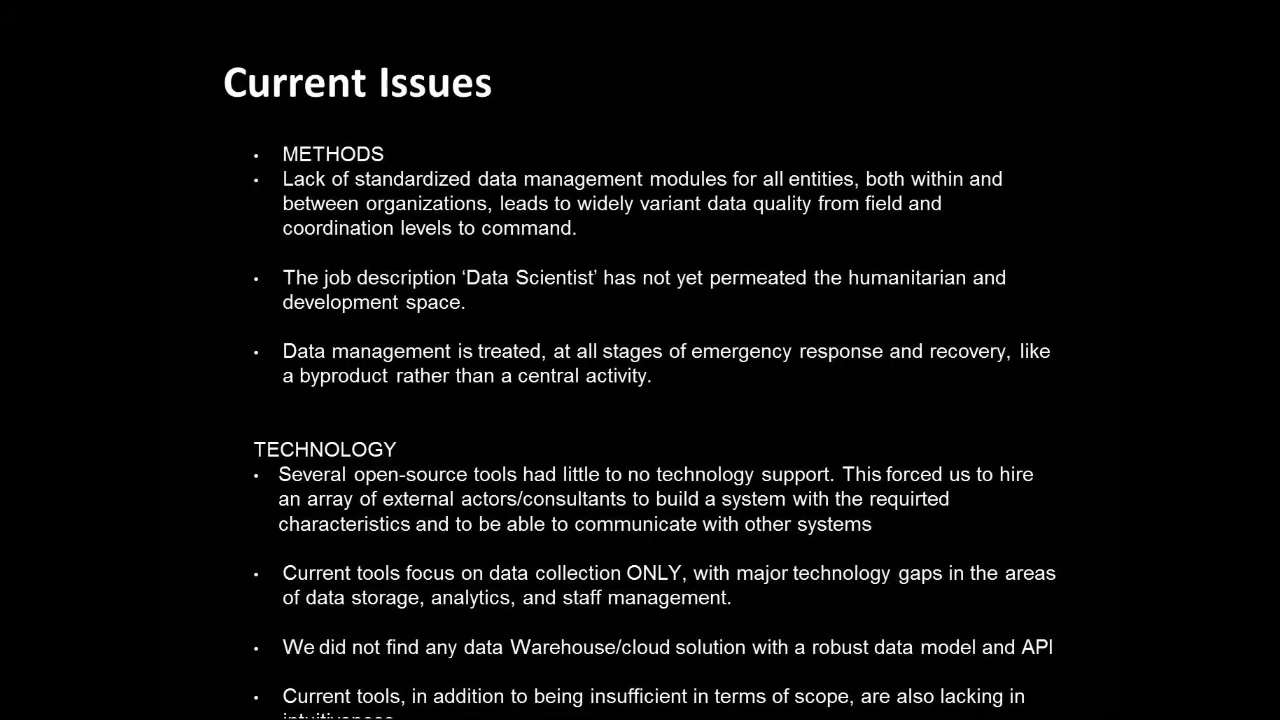 Current Issues
• METHODS
• Lack of standardized data management modules for all entities, both within and
between organizations, leads to widely variant data quality from field and
coordination levels to command.
• The job description ‘Data Scientist’ has not yet permeated the humanitarian and
development space.
• Data management is treated, at all stages of emergency response and recovery, like
a byproduct rather than a central activity.
TECHNOLOGY
• Several open-source tools had little to no technology support. This forced us to hire
an array of external actors/consultants to build a system with the requirted
characteristics and to be able to communicate with other systems
• Current tools focus on data collection ONLY, with major technology gaps in the areas
of data storage, analytics, and staff management.
• We did not find any data Warehouse/cloud solution with a robust data model and API
• Current tools, in addition to being insufficient in terms of scope, are also lacking in